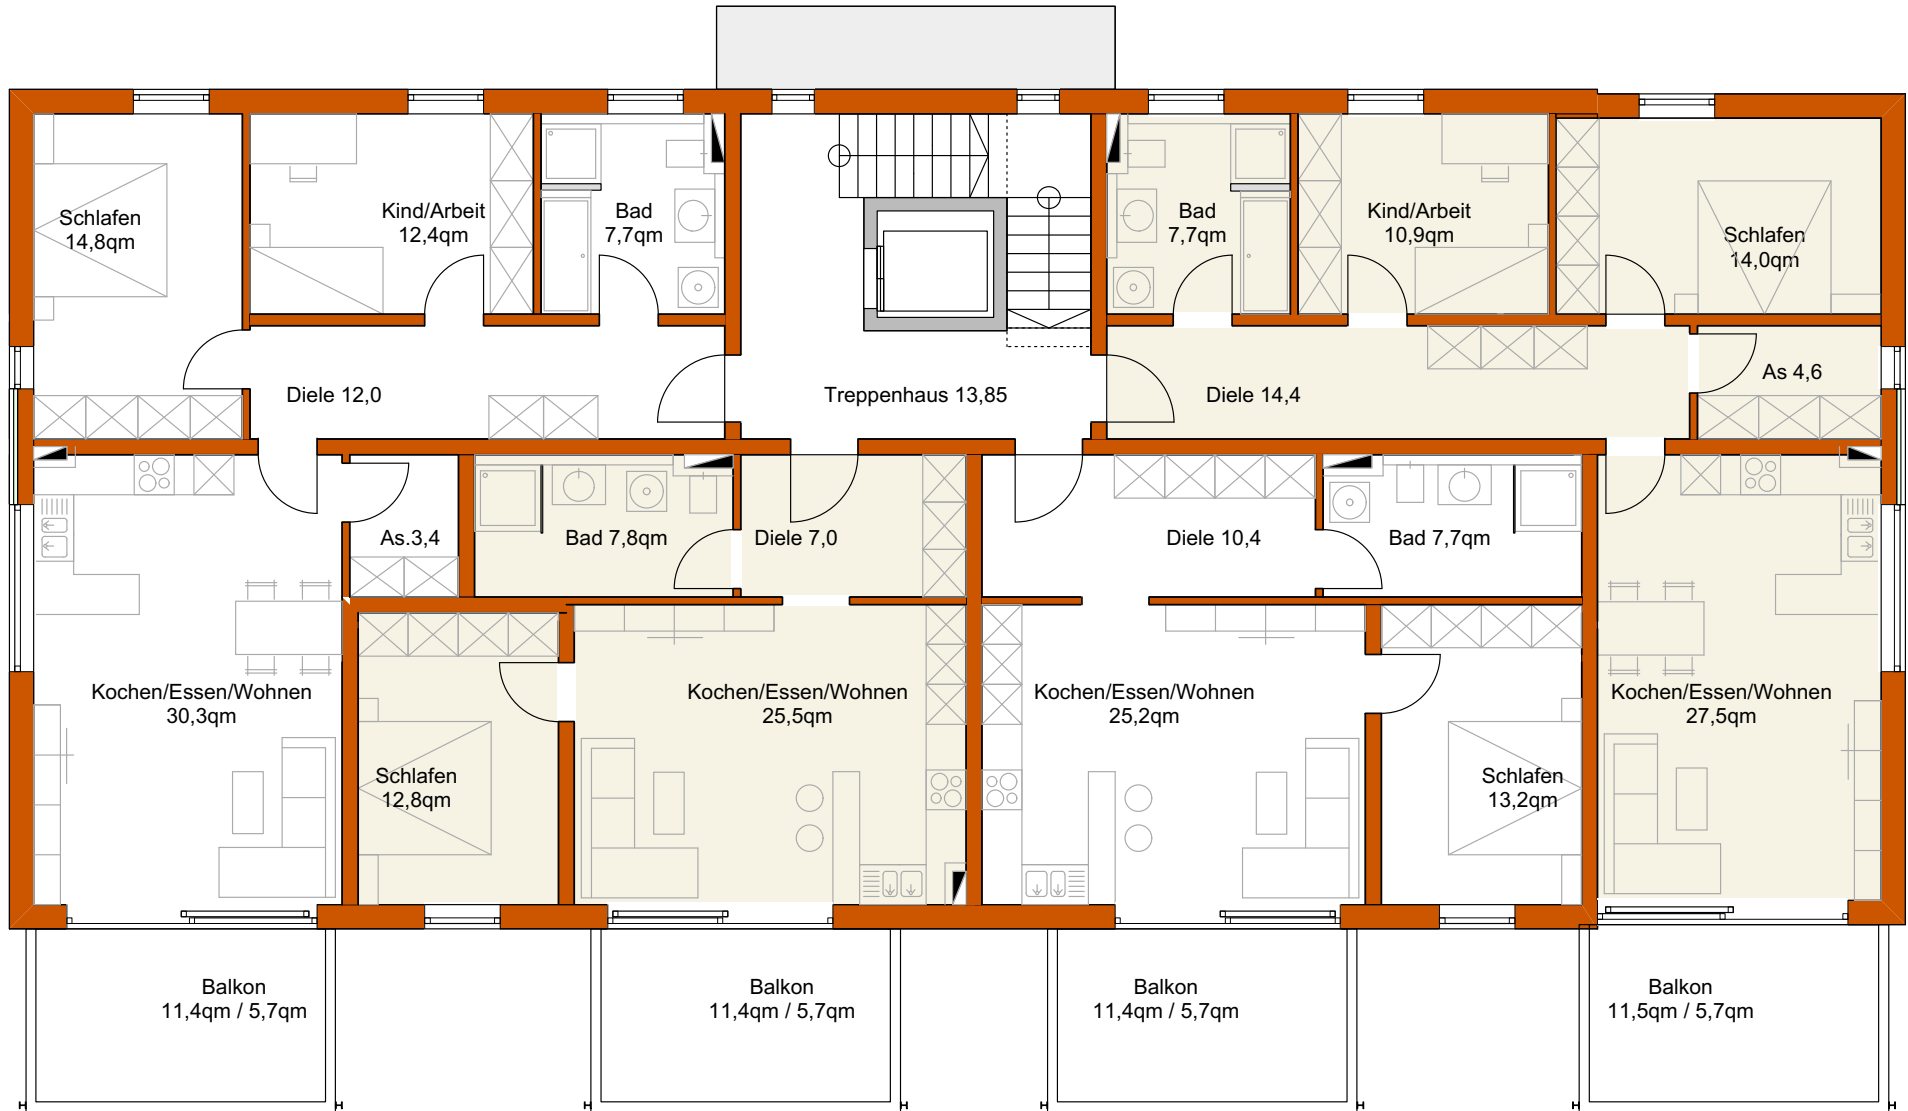 Schlafen
14,8qm
Kind/Arbeit
12,4qm
Bad
7,7qm
Bad
7,7qm
Kind/Arbeit
10,9qm
Schlafen
14,0qm
Diele 12,0
Treppenhaus 13,85
Diele 14,4
As 4,6
As.3,4
Bad 7,8qm
Diele 7,0
Diele 10,4
Bad 7,7qm
Kochen/Essen/Wohnen
30,3qm
Kochen/Essen/Wohnen
25,5qm
Kochen/Essen/Wohnen
25,2qm
Kochen/Essen/Wohnen
27,5qm
Schlafen
12,8qm
Schlafen
13,2qm
Balkon
11,4qm / 5,7qm
Balkon
11,4qm / 5,7qm
Balkon
11,4qm / 5,7qm
Balkon
11,5qm / 5,7qm